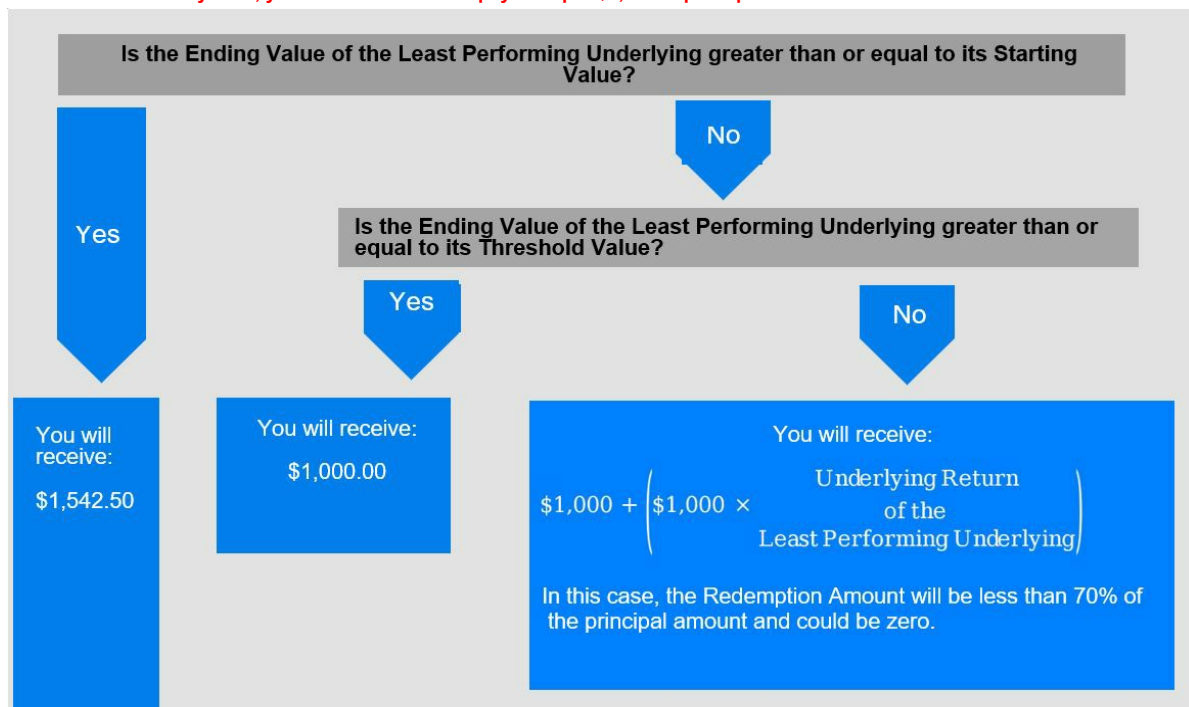 Is the Ending Value of the Least Performing Underlying greater than or equal to its Starting
Value?
No
Yes
Is the Ending Value of the Least Performing Underlying greater than or
equal to its Threshold Value?
Yes
No
You will
receive:
$1,542.50
You will receive:
$1,000.00
You will receive:
$1,000 + ($1,000 × Underlying Return
of the
Least Performing Underlying)
In this case, the Redemption Amount will be less than 70% of
the principal amount and could be zero.